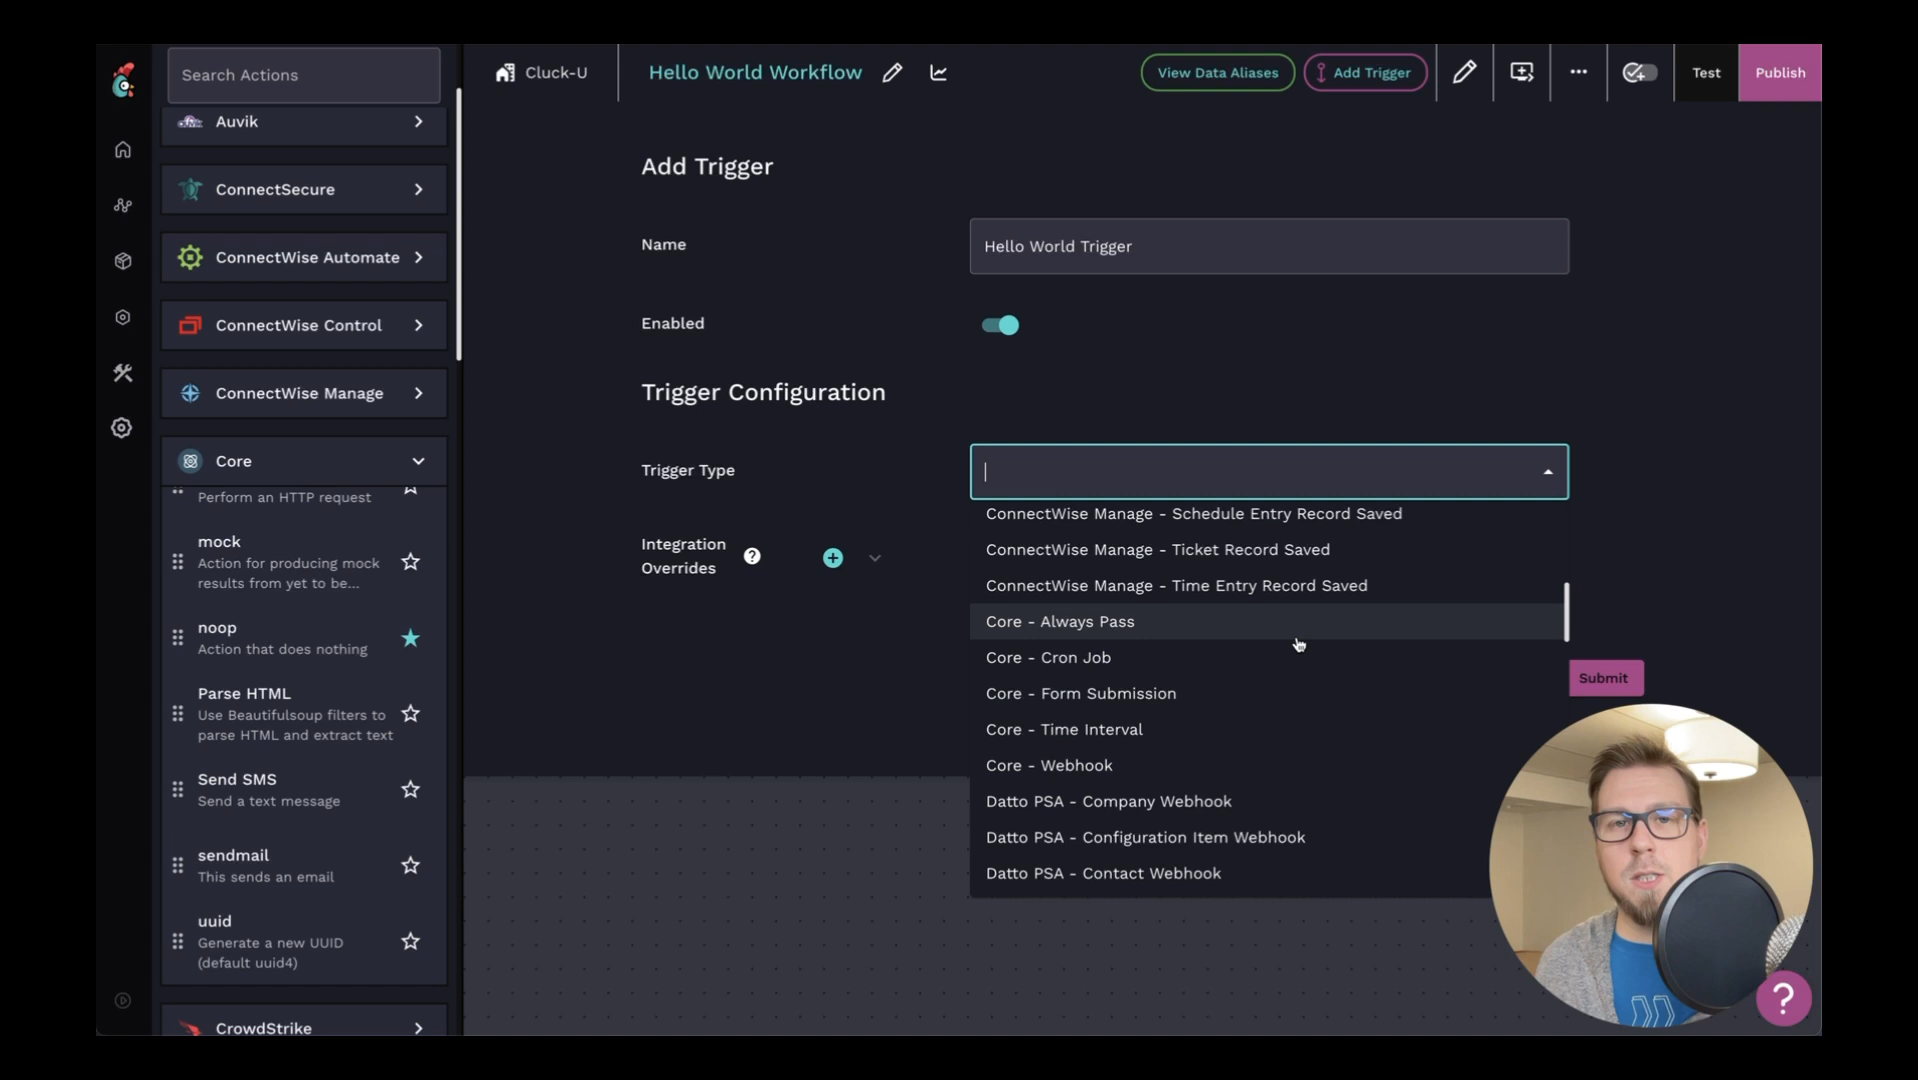 Search Actions
Auvik
ConnectSecure
ConnectWise Automate
ConnectWise Control
ConnectWise Manage
Core
Perform an HTTP request
mock
Action for producing mock
results from yet to be...
noop
Action that does nothing
Parse HTML
Use Beautifulsoup filters to
parse HTML and extract text
Send SMS
Send a text message
sendmail
This sends an email
uuid
Generate a new UUID
(default uuid4)
CrowdStrike
Cluck-U
Hello World Workflow
View Data Aliases
Add Trigger
Test
Publish
Add Trigger
Name
Hello World Trigger
Enabled
Trigger Configuration
Trigger Type
Integration
Overrides
?
ConnectWise Manage - Schedule Entry Record Saved
ConnectWise Manage - Ticket Record Saved
ConnectWise Manage - Time Entry Record Saved
Core - Always Pass
Core - Cron Job
Core - Form Submission
Core - Time Interval
Core - Webhook
Datto PSA - Company Webhook
Datto PSA - Configuration Item Webhook
Datto PSA - Contact Webhook
Submit
?